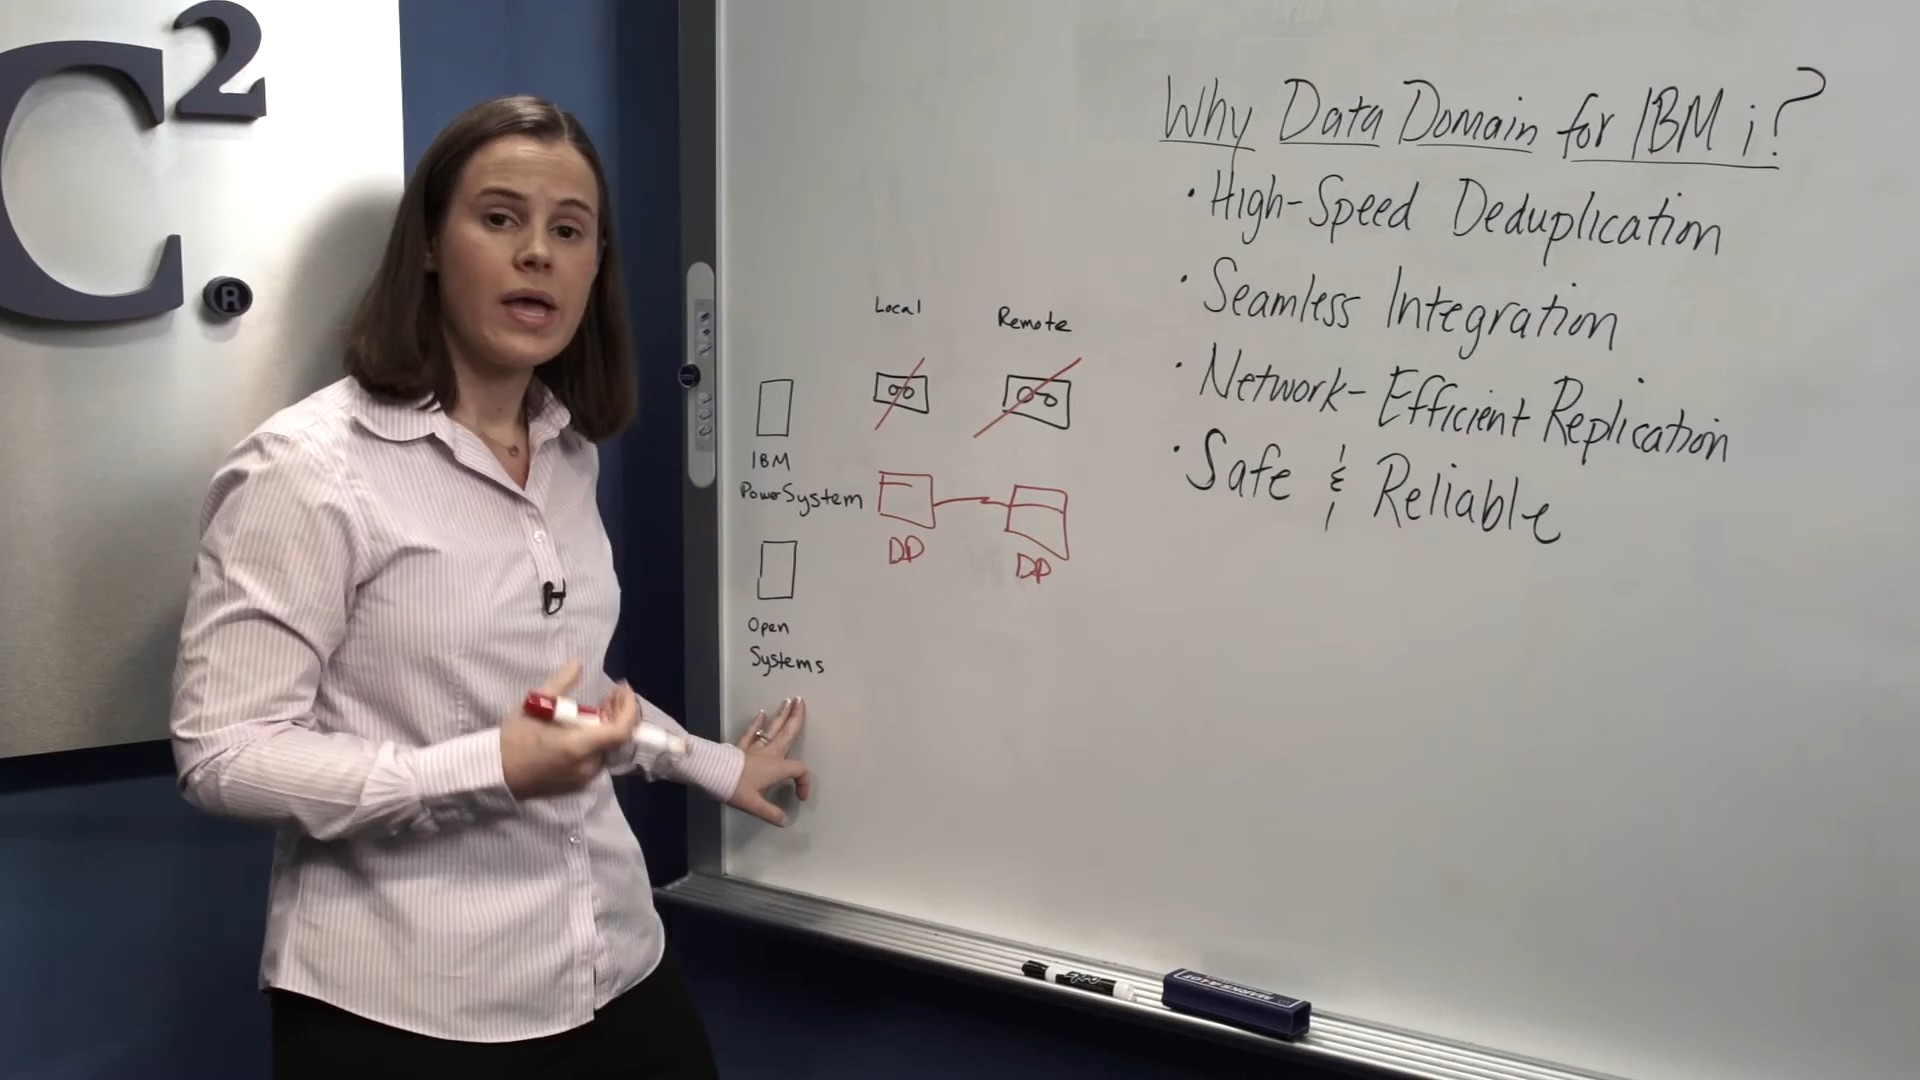 C²
®
Why Data Domain for IBM i?
• High-Speed Deduplication
• Seamless Integration
• Network-Efficient Replication
• Safe & Reliable
Local
Remote
IBM
PowerSystem
DD
DD
Open
Systems